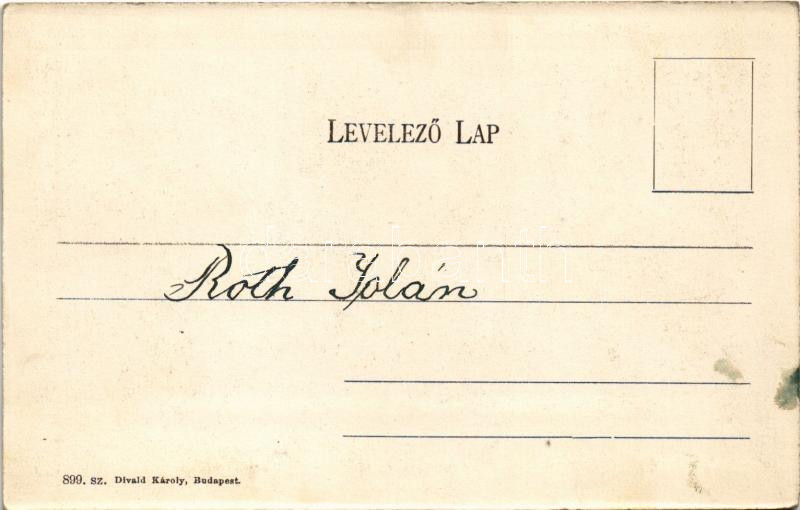 LEVELEZŐ LAP
Roth Jolán
899. SZ. Divald Károly, Budapest.